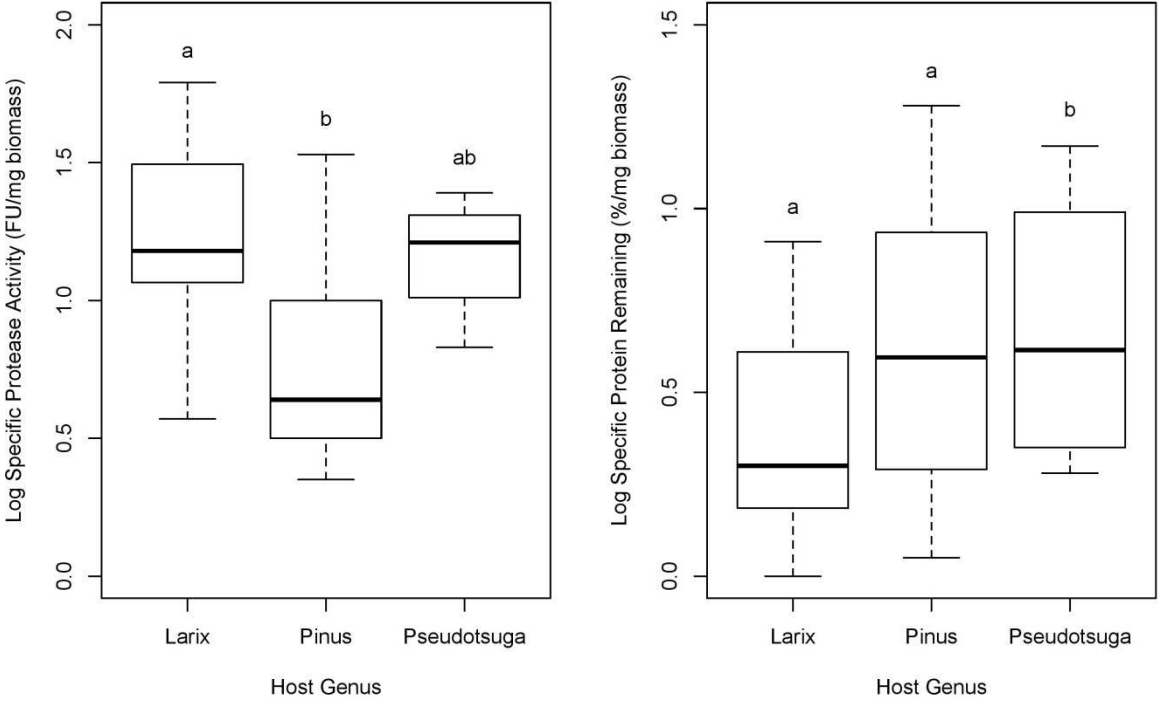 Log Specific Protease Activity (FU/mg biomass)
2.0
1.5
1.0
0.5
0.0
a
b
ab
Larix Pinus Pseudotsuga
Host Genus
Log Specific Protein Remaining (%/mg biomass)
1.5
1.0
0.5
0.0
a
a
b
Larix Pinus Pseudotsuga
Host Genus